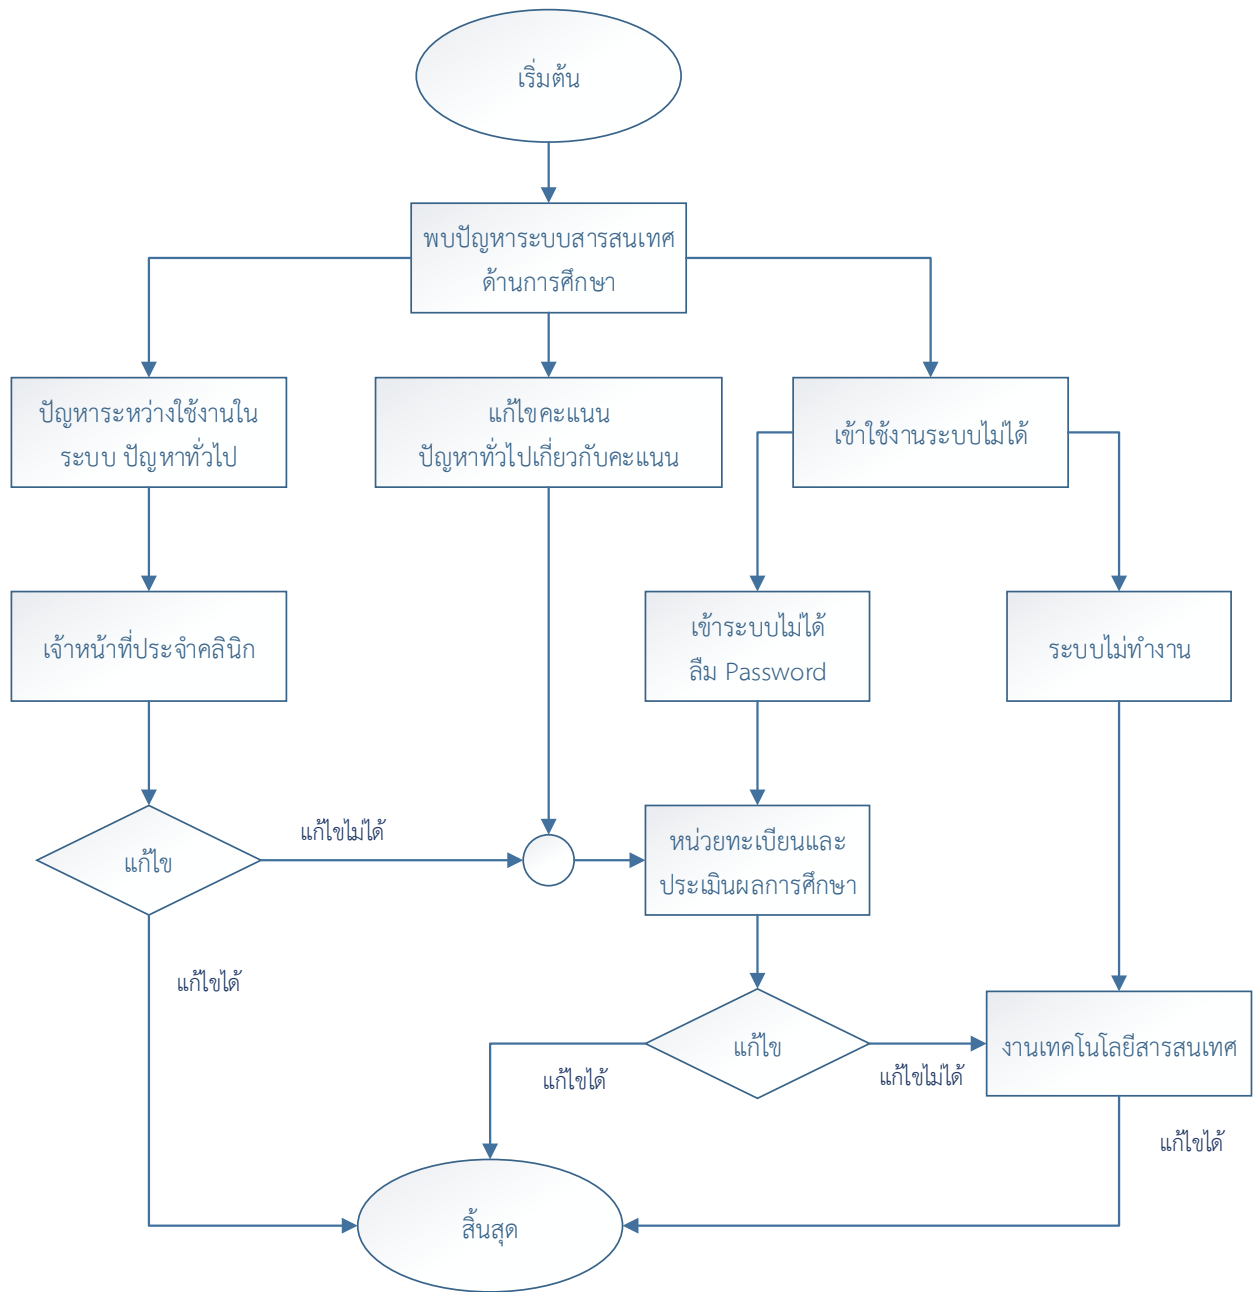 เริ่มต้น
พบปัญหาระบบสารสนเทศ
ด้านการศึกษา
ปัญหาระหว่างใช้งานใน
ระบบ ปัญหาทั่วไป
แก้ไขคะแนน
ปัญหาทั่วไปเกี่ยวกับคะแนน
เข้าใช้งานระบบไม่ได้
เจ้าหน้าที่ประจำคลินิก
เข้าระบบไม่ได้
ลืม Password
ระบบไม่ทำงาน
แก้ไข
แก้ไขไม่ได้
หน่วยทะเบียนและ
ประเมินผลการศึกษา
แก้ไขได้
แก้ไข
แก้ไขได้
แก้ไขไม่ได้
งานเทคโนโลยีสารสนเทศ
แก้ไขได้
สิ้นสุด